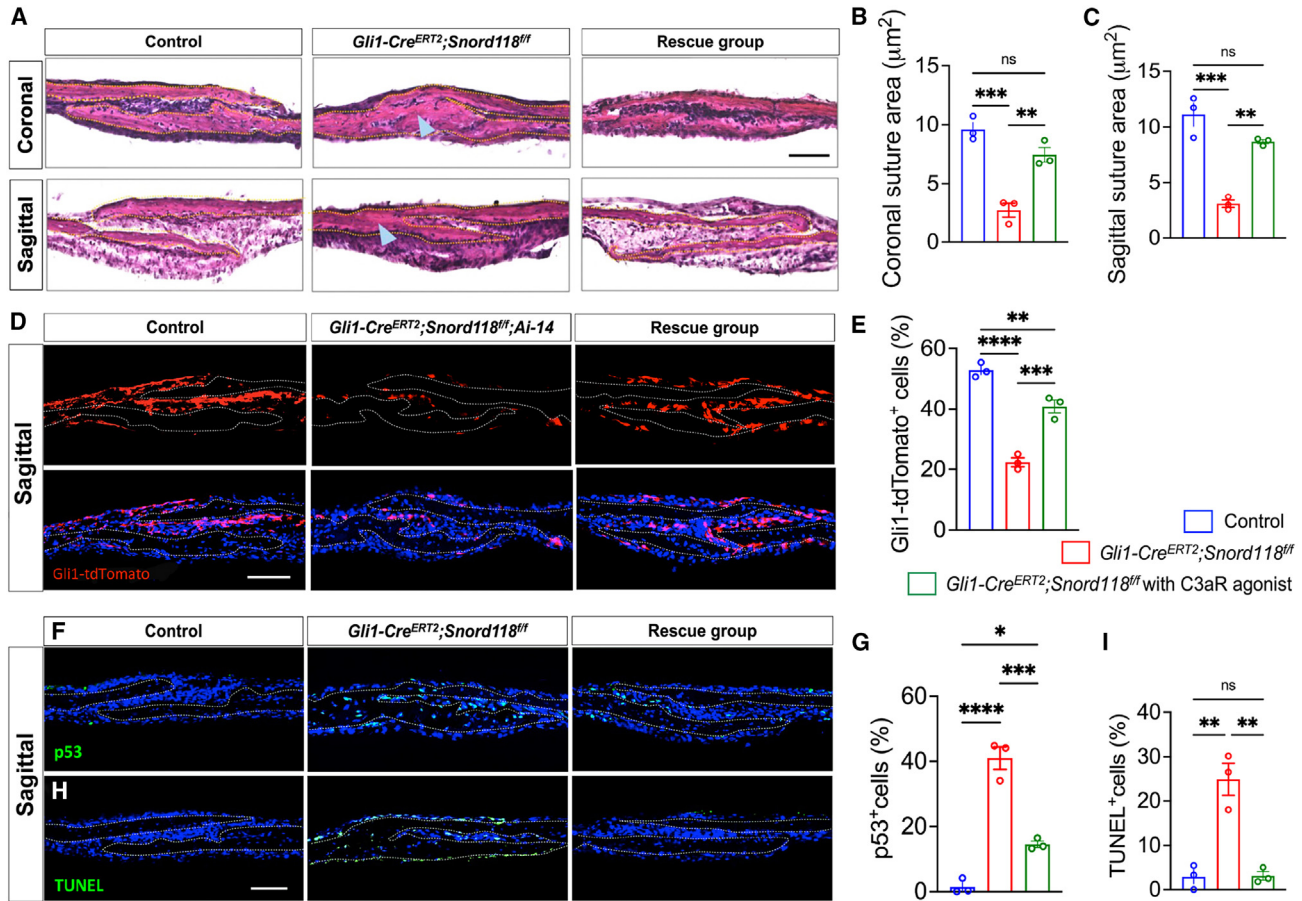 A
Control
Gli1-CreERT2;Snord118f/f
Rescue group
Coronal
Sagittal
B
Coronal suture area (μm2)
15
10
5
0
ns
***
**
C
Sagittal suture area (μm2)
15
10
5
0
ns
***
**
D
Control
Gli1-CreERT2;Snord118f/f;Ai-14
Rescue group
Sagittal
Gli1-tdTomato
E
Gli1-tdTomato+ cells (%)
60
40
20
0
**
****
***
Control
Gli1-CreERT2;Snord118f/f
Gli1-CreERT2;Snord118f/f with C3aR agonist
F
Control
Gli1-CreERT2;Snord118f/f
Rescue group
Sagittal
p53
H
TUNEL
G
p53+cells (%)
60
40
20
0
*
***
****
I
TUNEL+cells (%)
40
30
20
10
0
ns
**
**